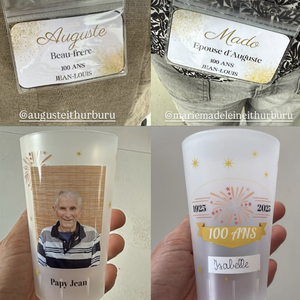 Auguste
Beau-frère
100 ANS
JEAN-LOUIS
@augusteithurburu
Mado
Epouse d'Auguste
100 ANS
JEAN-LOUIS
@mariemadeleineithurburu
Papy Jean
1925
2025
100 ANS
Isabelle